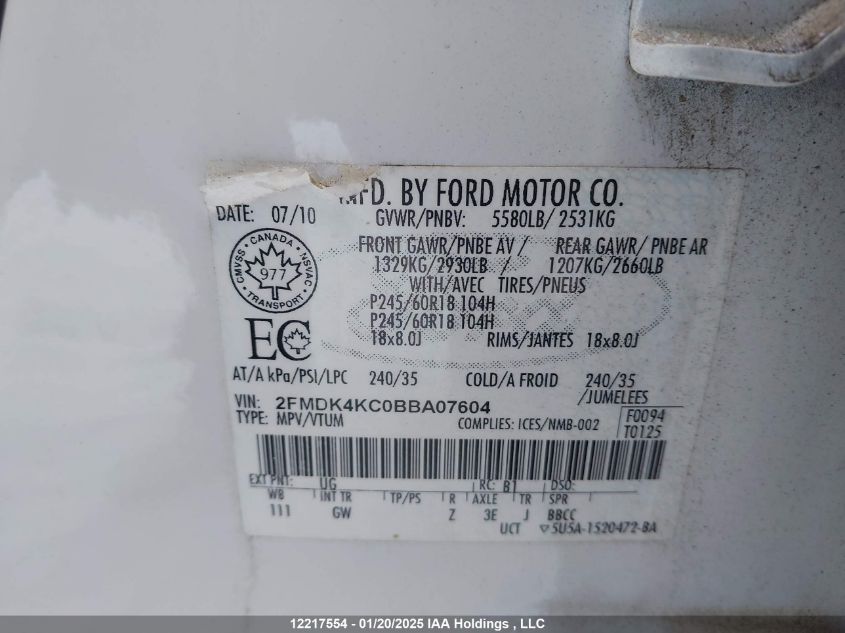 MFD. BY FORD MOTOR CO.
DATE: 07/10 GVWR/PNBV: 5580LB/ 2531KG
FRONT GAWR/PNBE AV / REAR GAWR/ PNBE AR
1329KG/2930LB / 1207KG/2660LB
WITH/AVEC TIRES/PNEUS
P245/60R18 104H
P245/60R18 104H
18x8.0J RIMS/JANTES 18x8.0J
CANADA
CMVSS NSVAC
977
TRANSPORT
EC
AT/A kPa/PSI/LPC 240/35 COLD/A FROID 240/35
/JUMELEES
VIN: 2FMDK4KC0BBA07604
TYPE: MPV/VTUM COMPLIES: ICES/NMB-002
F0094
T0125
EXT PNT: UG RC: B1 DSO:
WB INT TR TP/PS R AXLE TR SPR
111 GW Z 3E J BBCC
UCT ▽5U5A-1520472-BA
12217554 - 01/20/2025 IAA Holdings , LLC